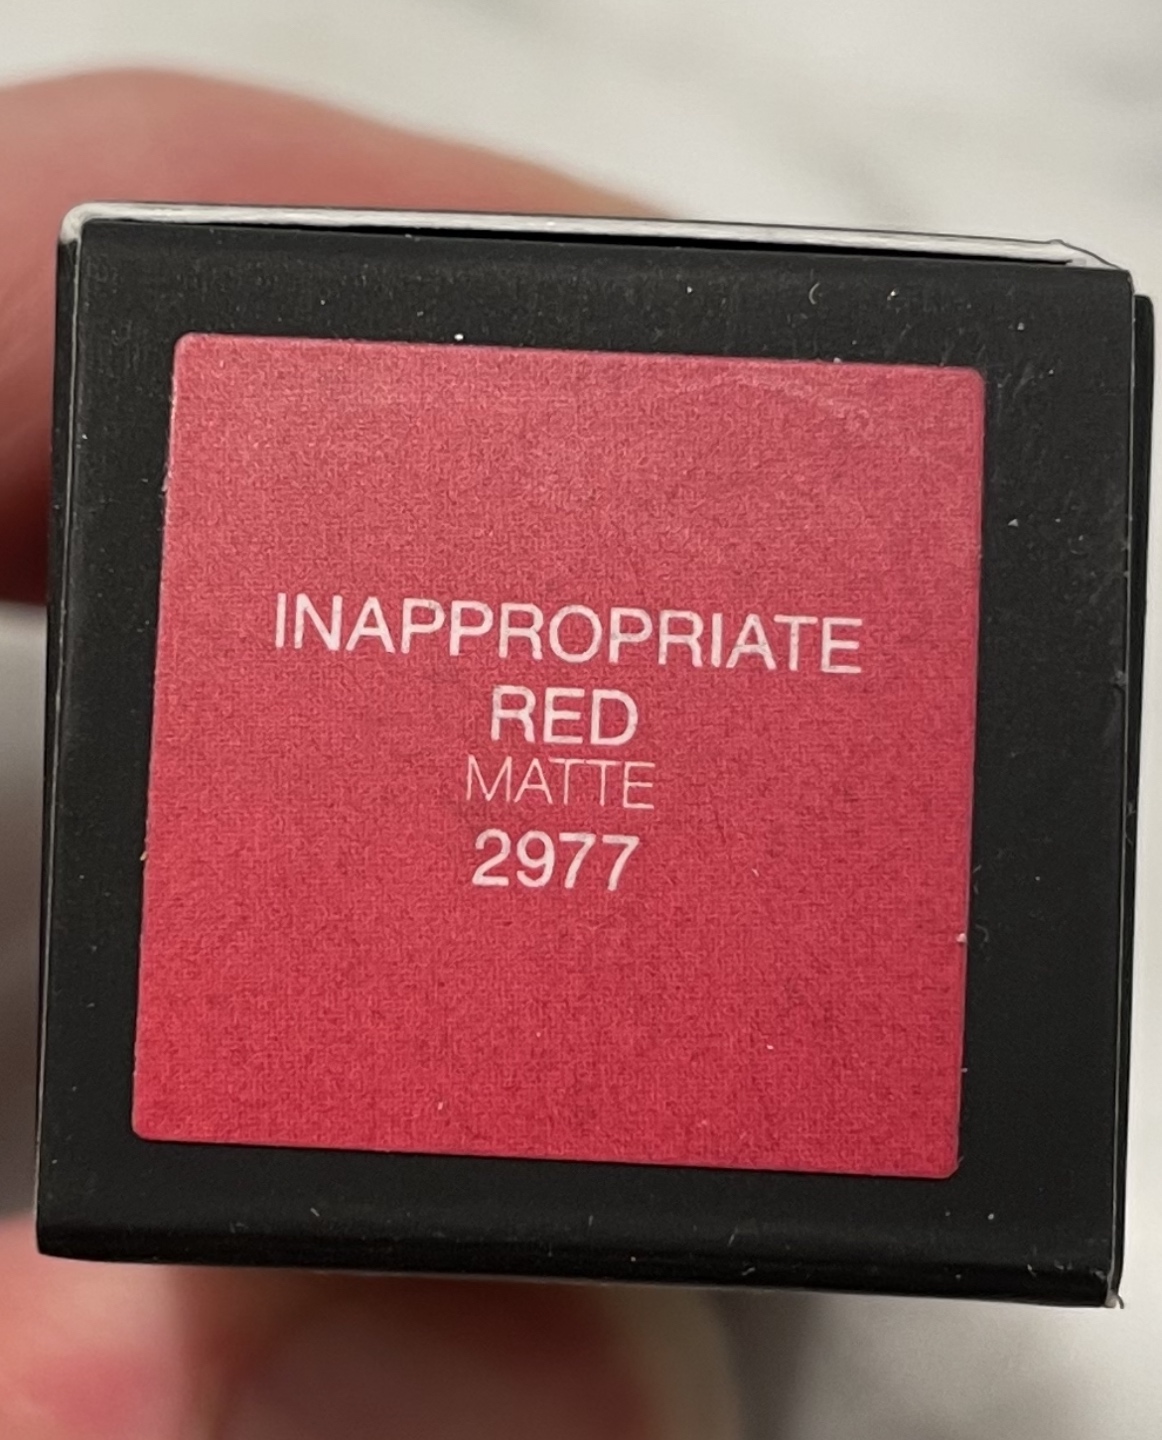 INAPPROPRIATE
RED
MATTE
2977